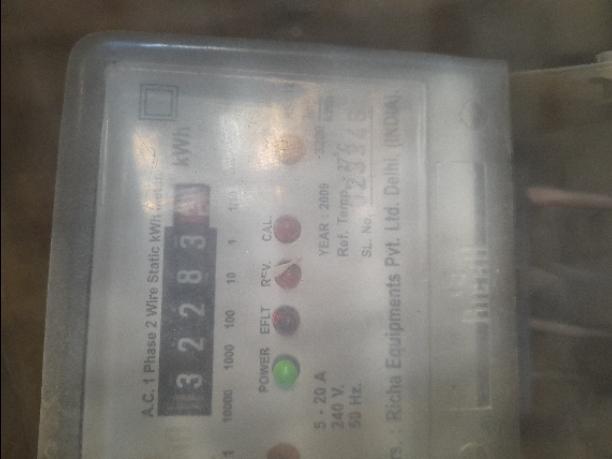 A.C. 1 Phase 2 Wire Static kWh
3 2 2 8 3
kWh
10000 1000 100 10 1
POWER EFLT REV. CAL.
5 - 20 A
240 V.
50 Hz.
YEAR : 2009
Ref. Temp.
SL. No.
Richa Equipments Pvt. Ltd. Delhi, (INDIA)